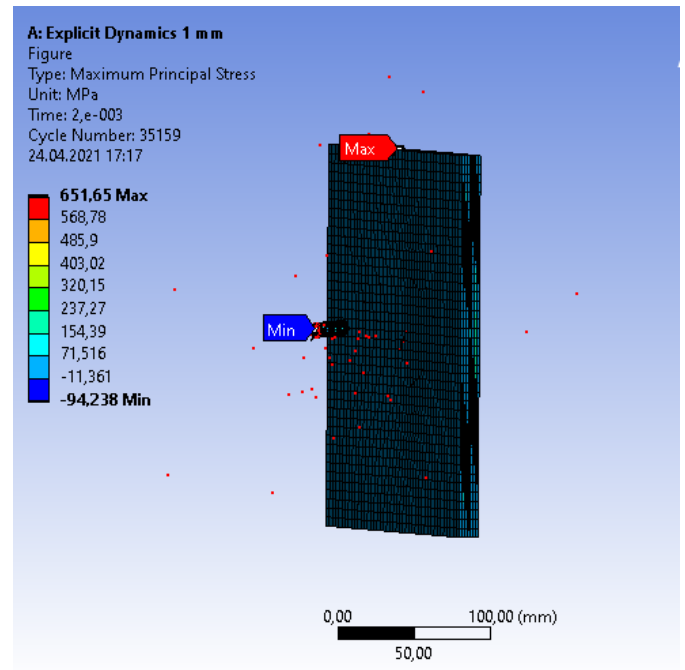 A: Explicit Dynamics 1 mm
Figure
Type: Maximum Principal Stress
Unit: MPa
Time: 2,e-003
Cycle Number: 35159
24.04.2021 17:17
651,65 Max
568,78
485,9
403,02
320,15
237,27
154,39
71,516
-11,361
-94,238 Min
Max
Min
0,00 100,00 (mm)
50,00